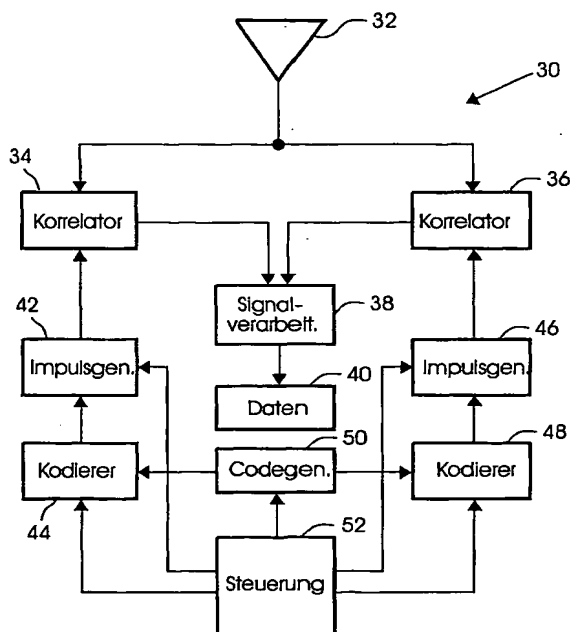 32
30
34
36
Korrelator
Korrelator
Signal-
verarbeit.
38
42
46
Impulsgen.
Impulsgen.
40
Daten
50
48
Kodierer
Codegen.
Kodierer
44
52
Steuerung